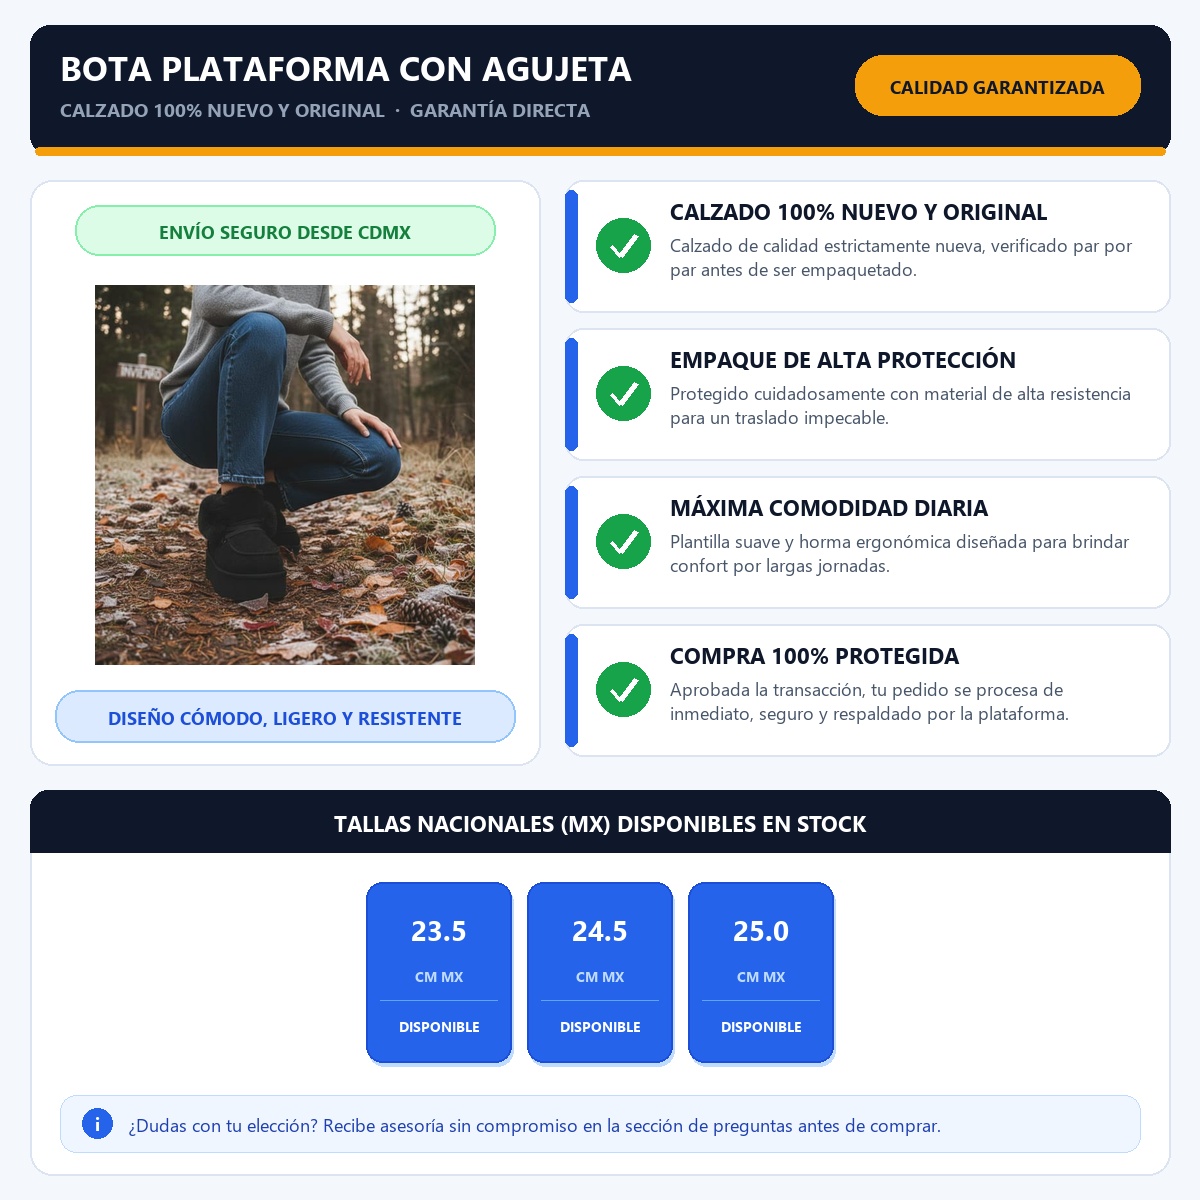 BOTA PLATAFORMA CON AGUJETA
CALZADO 100% NUEVO Y ORIGINAL · GARANTÍA DIRECTA
CALIDAD GARANTIZADA
ENVÍO SEGURO DESDE CDMX
DISEÑO CÓMODO, LIGERO Y RESISTENTE
CALZADO 100% NUEVO Y ORIGINAL
Calzado de calidad estrictamente nueva, verificado par por
par antes de ser empaquetado.
EMPAQUE DE ALTA PROTECCIÓN
Protegido cuidadosamente con material de alta resistencia
para un traslado impecable.
MÁXIMA COMODIDAD DIARIA
Plantilla suave y horma ergonómica diseñada para brindar
confort por largas jornadas.
COMPRA 100% PROTEGIDA
Aprobada la transacción, tu pedido se procesa de
inmediato, seguro y respaldado por la plataforma.
TALLAS NACIONALES (MX) DISPONIBLES EN STOCK
23.5
CM MX
DISPONIBLE
24.5
CM MX
DISPONIBLE
25.0
CM MX
DISPONIBLE
i
¿Dudas con tu elección? Recibe asesoría sin compromiso en la sección de preguntas antes de comprar.